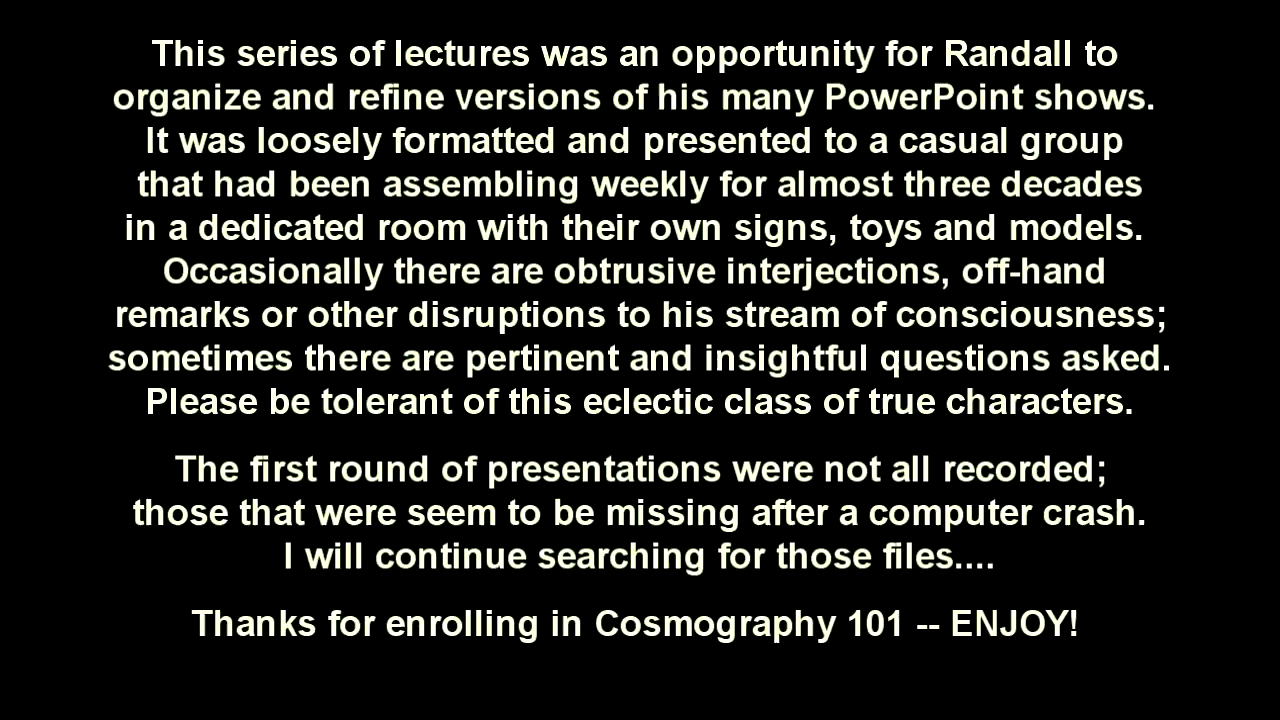 This series of lectures was an opportunity for Randall to
organize and refine versions of his many PowerPoint shows.
It was loosely formatted and presented to a casual group
that had been assembling weekly for almost three decades
in a dedicated room with their own signs, toys and models.
Occasionally there are obtrusive interjections, off-hand
remarks or other disruptions to his stream of consciousness;
sometimes there are pertinent and insightful questions asked.
Please be tolerant of this eclectic class of true characters.
The first round of presentations were not all recorded;
those that were seem to be missing after a computer crash.
I will continue searching for those files....
Thanks for enrolling in Cosmography 101 -- ENJOY!